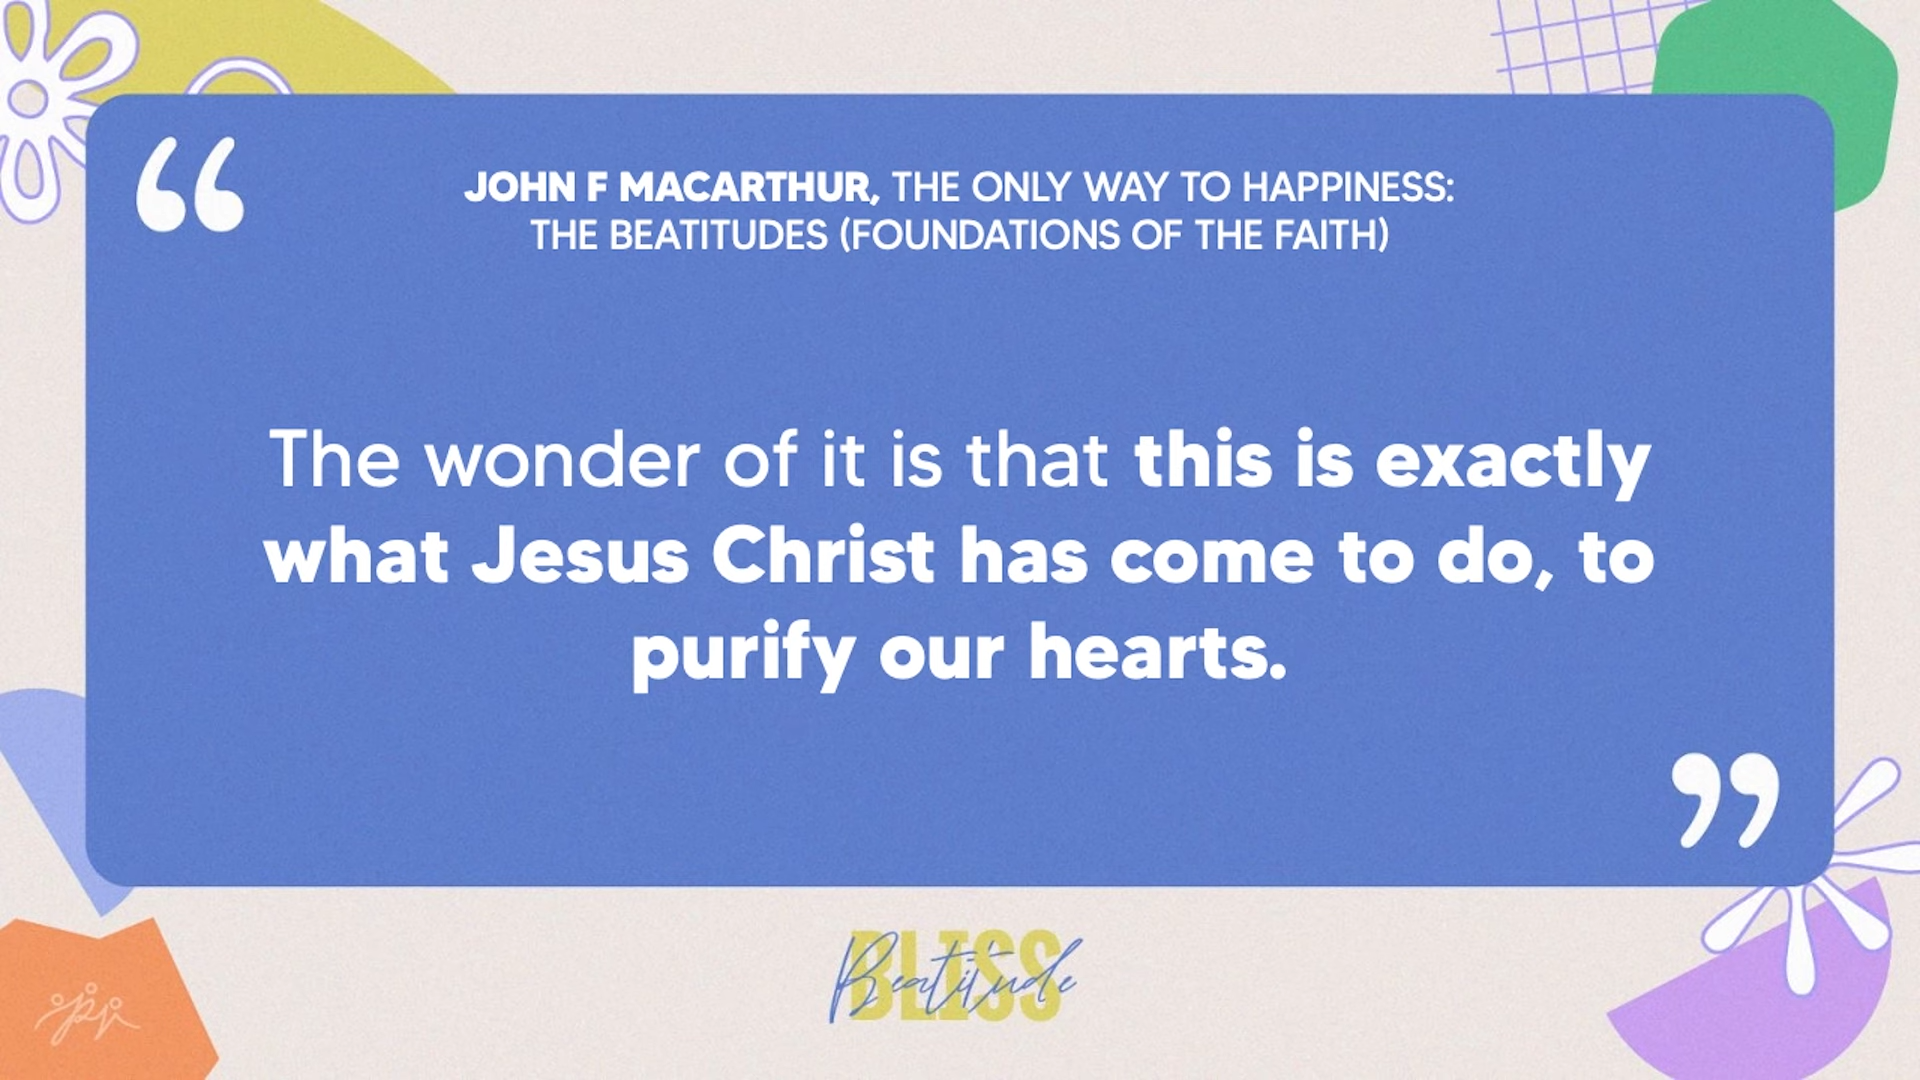 “
JOHN F MACARTHUR, THE ONLY WAY TO HAPPINESS:
THE BEATITUDES (FOUNDATIONS OF THE FAITH)
The wonder of it is that this is exactly
what Jesus Christ has come to do, to
purify our hearts.
”
BLISS
Beatitude